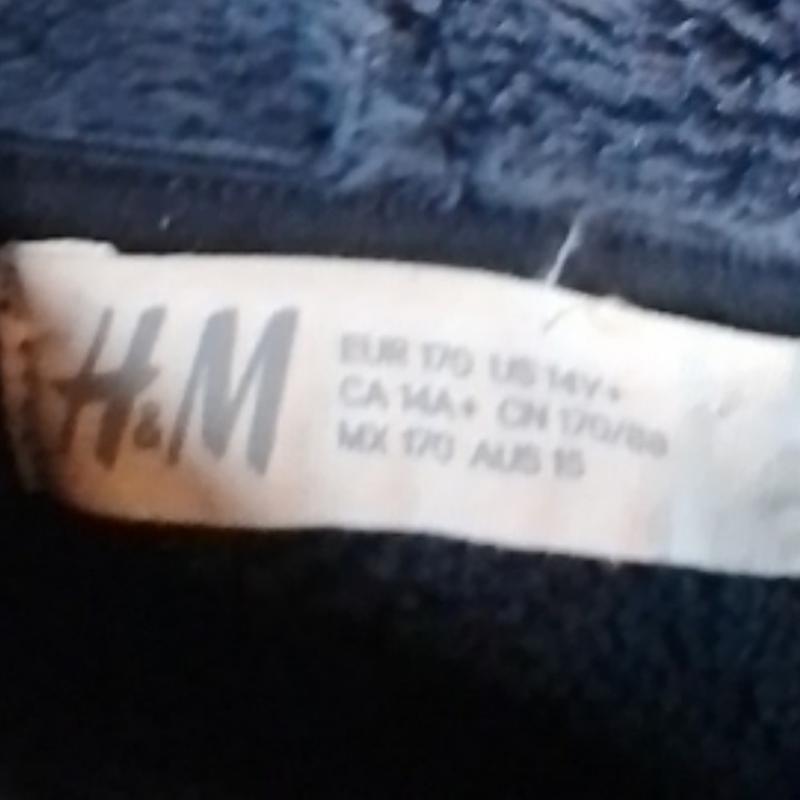 H&M
EUR 170 US 14Y+
CA 14A+ CN 170/88
MX 170 AUS 15